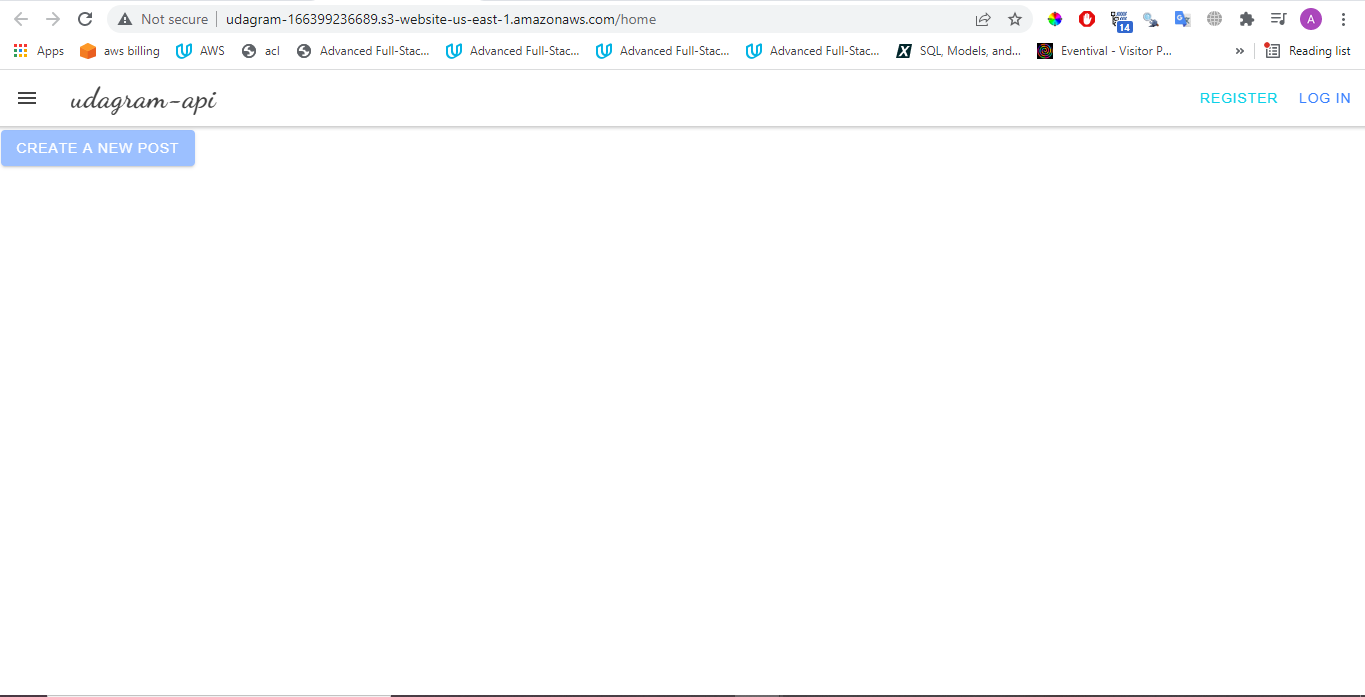 Not secure udagram-166399236689.s3-website-us-east-1.amazonaws.com/home 14 A
Apps aws billing AWS acl Advanced Full-Stac... Advanced Full-Stac... Advanced Full-Stac... Advanced Full-Stac... SQL, Models, and... Eventival - Visitor P... » Reading list
udagram-api REGISTER LOG IN
CREATE A NEW POST